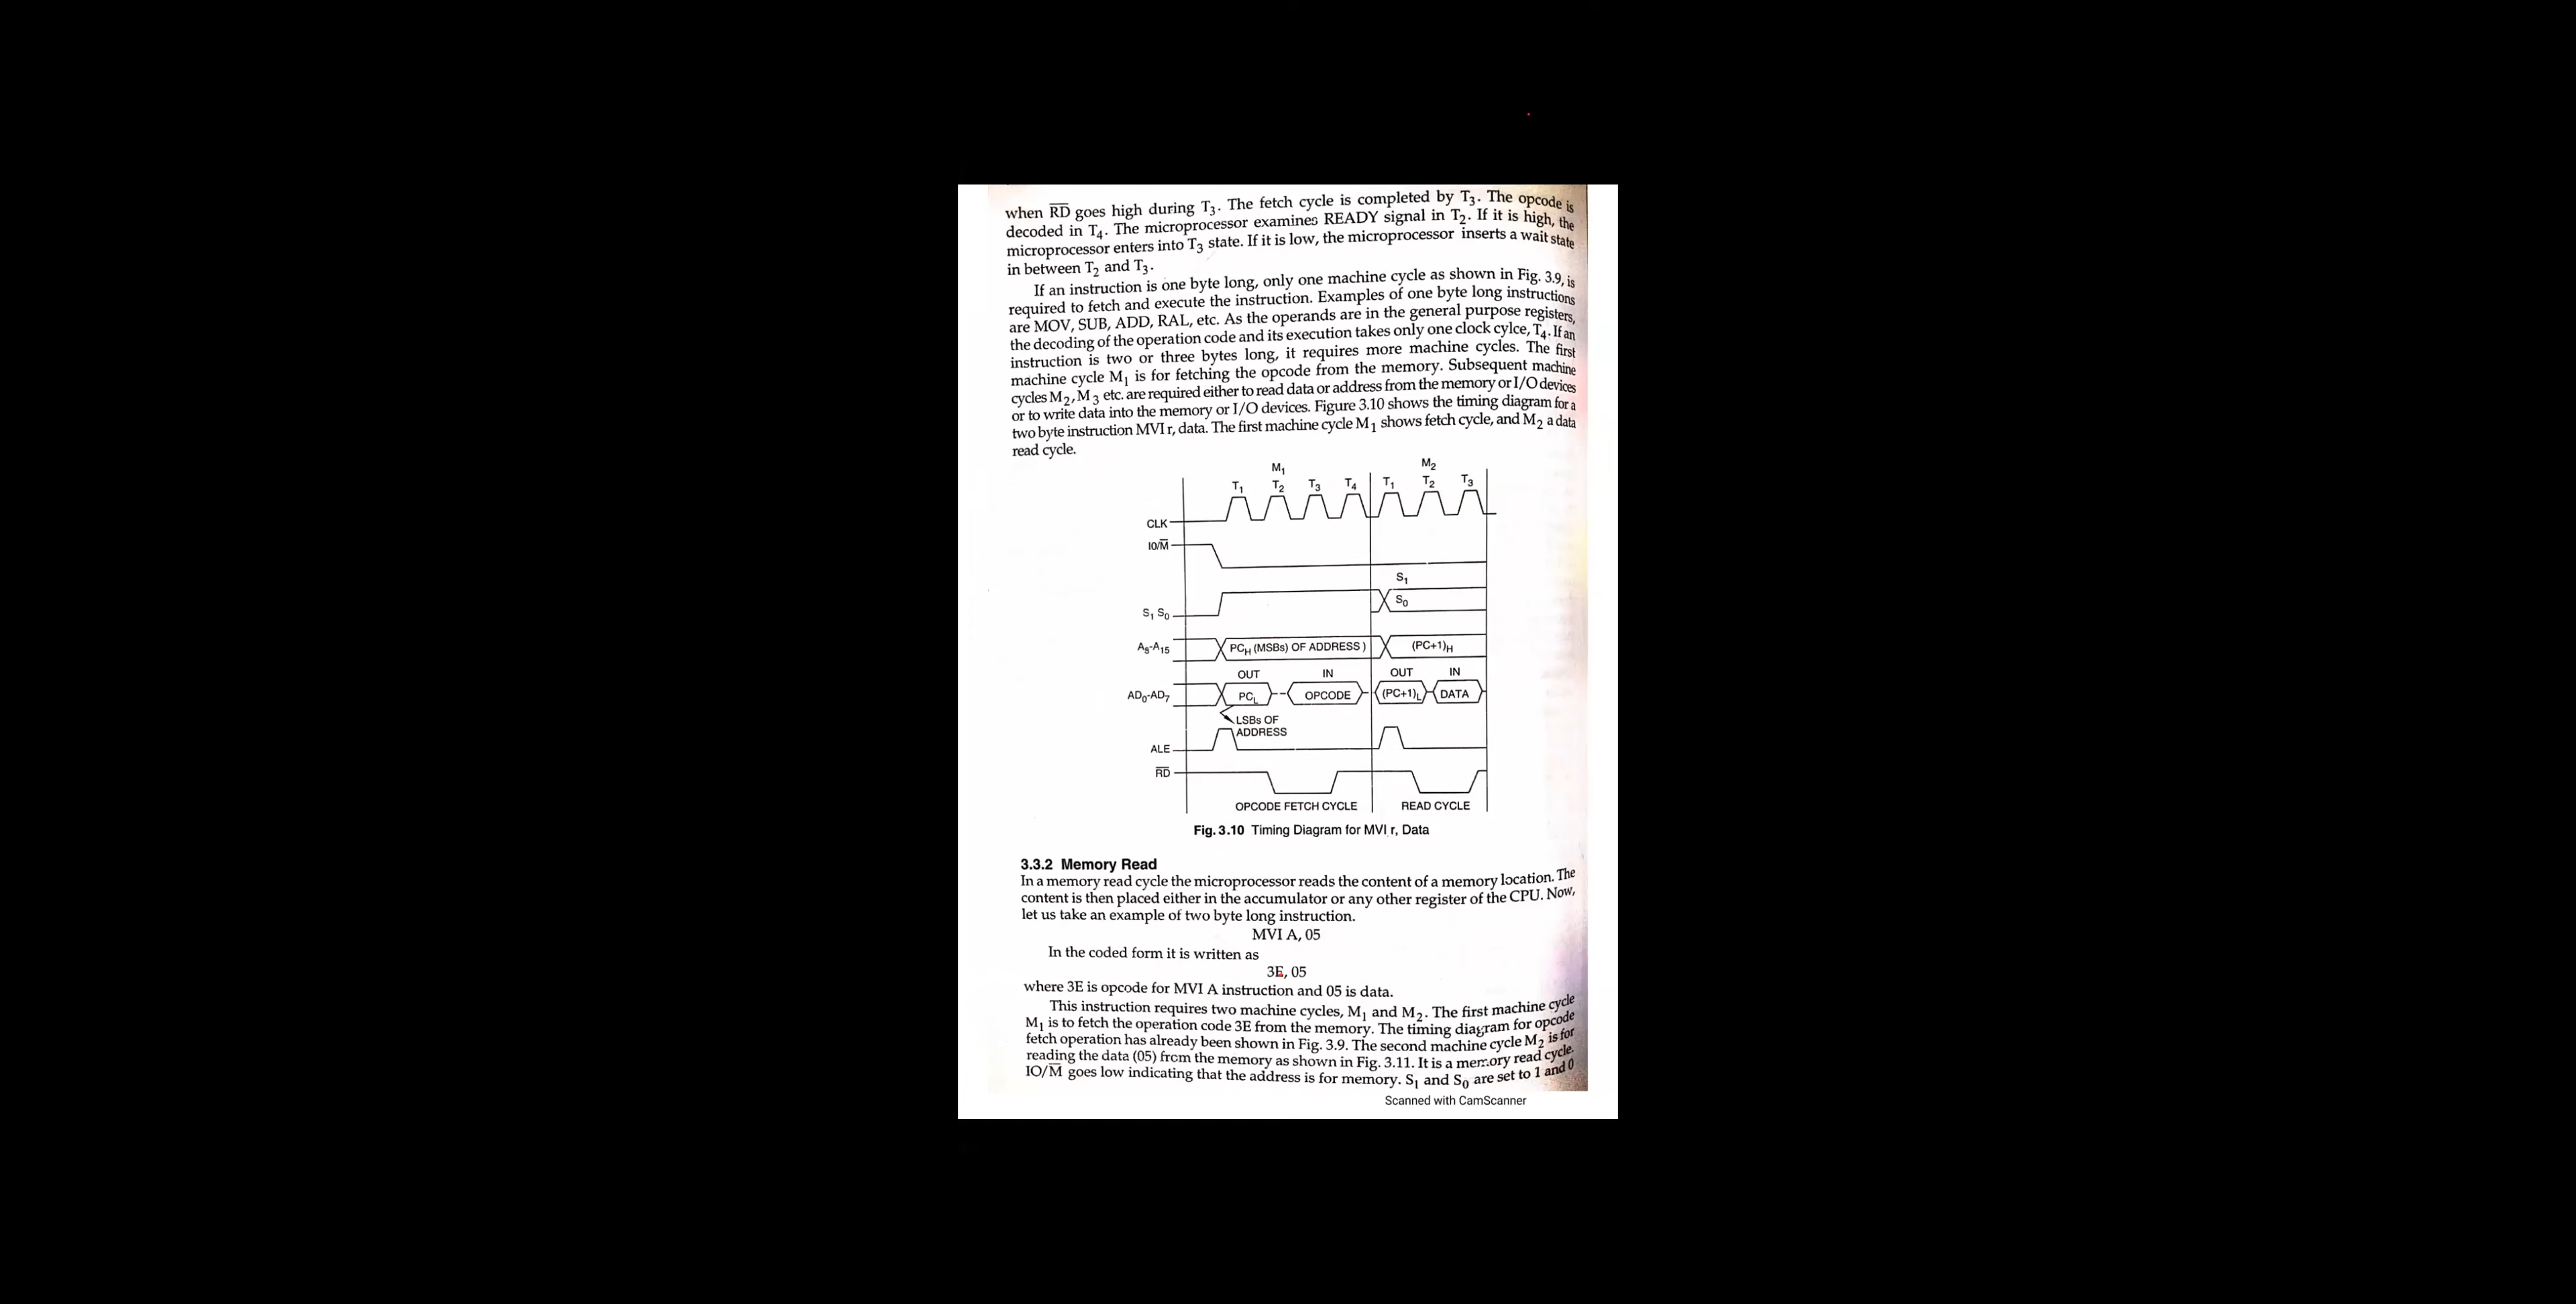 when R̅D̅ goes high during T3. The fetch cycle is completed by T3. The opcode is
decoded in T4. The microprocessor examines READY signal in T2. If it is high, the
microprocessor enters into T3 state. If it is low, the microprocessor inserts a wait state
in between T2 and T3.
If an instruction is one byte long, only one machine cycle as shown in Fig. 3.9, is
required to fetch and execute the instruction. Examples of one byte long instructions
are MOV, SUB, ADD, RAL, etc. As the operands are in the general purpose registers,
the decoding of the operation code and its execution takes only one clock cylce, T4. If an
instruction is two or three bytes long, it requires more machine cycles. The first
machine cycle M1 is for fetching the opcode from the memory. Subsequent machine
cycles M2, M3 etc. are required either to read data or address from the memory or I/O devices
or to write data into the memory or I/O devices. Figure 3.10 shows the timing diagram for a
two byte instruction MVI r, data. The first machine cycle M1 shows fetch cycle, and M2 a data
read cycle.
M1 M2
T1 T2 T3 T4 T1 T2 T3
CLK
IO/M̅
S1
S1 S0 S0
A8-A15 PCH (MSBs) OF ADDRESS ) (PC+1)H
OUT IN OUT IN
AD0-AD7 PCL OPCODE (PC+1)L DATA
LSBs OF
ADDRESS
ALE
R̅D̅
OPCODE FETCH CYCLE READ CYCLE
Fig. 3.10 Timing Diagram for MVI r, Data
3.3.2 Memory Read
In a memory read cycle the microprocessor reads the content of a memory location. The
content is then placed either in the accumulator or any other register of the CPU. Now,
let us take an example of two byte long instruction.
MVI A, 05
In the coded form it is written as
3E, 05
where 3E is opcode for MVI A instruction and 05 is data.
This instruction requires two machine cycles, M1 and M2. The first machine cycle
M1 is to fetch the operation code 3E from the memory. The timing diagram for opcode
fetch operation has already been shown in Fig. 3.9. The second machine cycle M2 is for
reading the data (05) from the memory as shown in Fig. 3.11. It is a memory read cycle.
IO/M̅ goes low indicating that the address is for memory. S1 and S0 are set to 1 and 0
Scanned with CamScanner